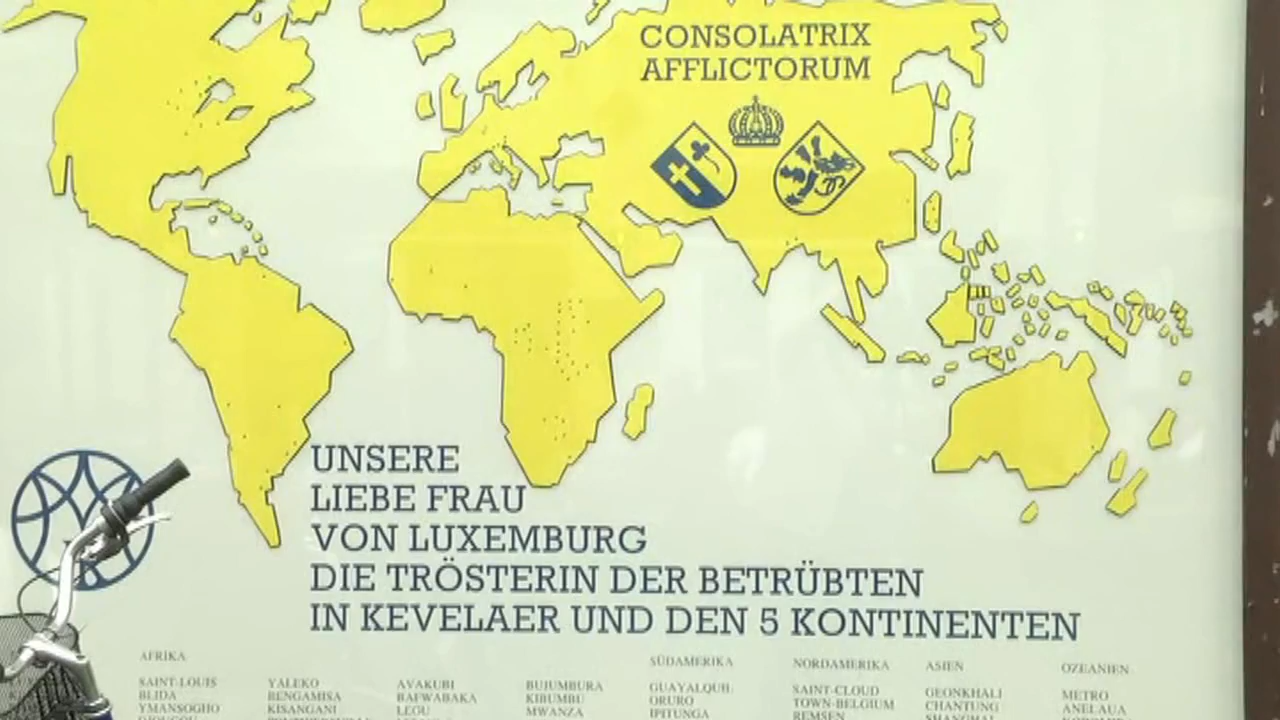 CONSOLATRIX
AFFLICTORUM
UNSERE
LIEBE FRAU
VON LUXEMBURG
DIE TRÖSTERIN DER BETRÜBTEN
IN KEVELAER UND DEN 5 KONTINENTEN
AFRIKA
SAINT-LOUIS
BLIDA
YMANSOGHO
YALEKO
BENGAMISA
KISANGANI
AVAKUBI
BAFWABAKA
LEGU
BUJUMBURA
KIBUMBU
MWANZA
SÜDAMERIKA
GUAYALQUIL
ORURO
IPITUNGA
NORDAMERIKA
SAINT-CLOUD
TOWN-BELGIUM
REMSEN
ASIEN
GEONKHALI
CHANTUNG
SHANGHAI
OZEANIEN
METRO
ANELAUA